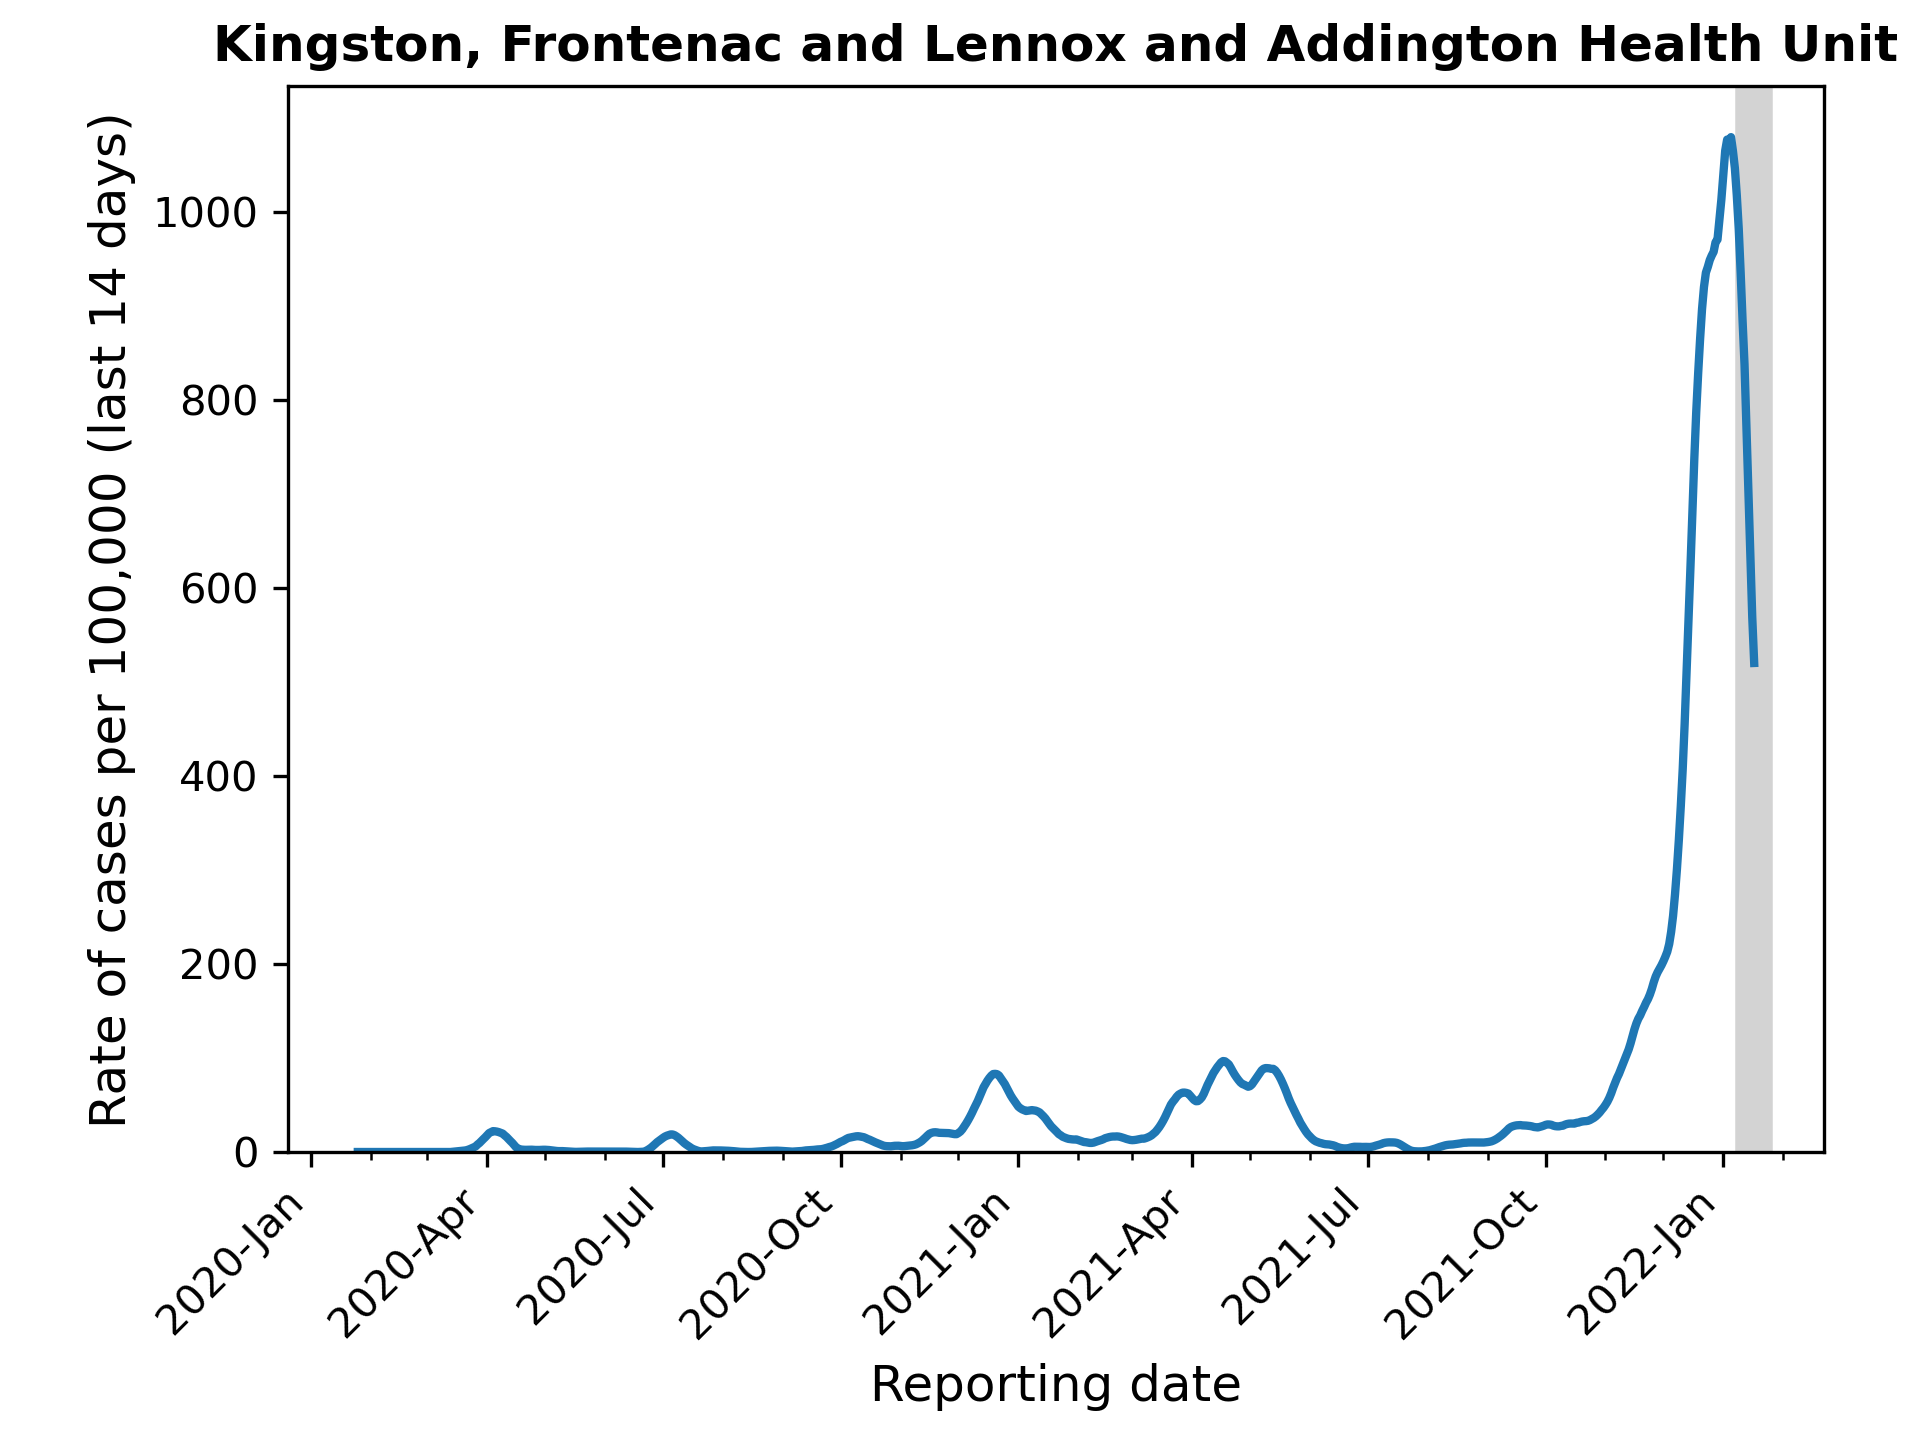 Kingston, Frontenac and Lennox and Addington Health Unit
Rate of cases per 100,000 (last 14 days)
1000
800
600
400
200
0
2020-Jan
2020-Apr
2020-Jul
2020-Oct
2021-Jan
2021-Apr
2021-Jul
2021-Oct
2022-Jan
Reporting date